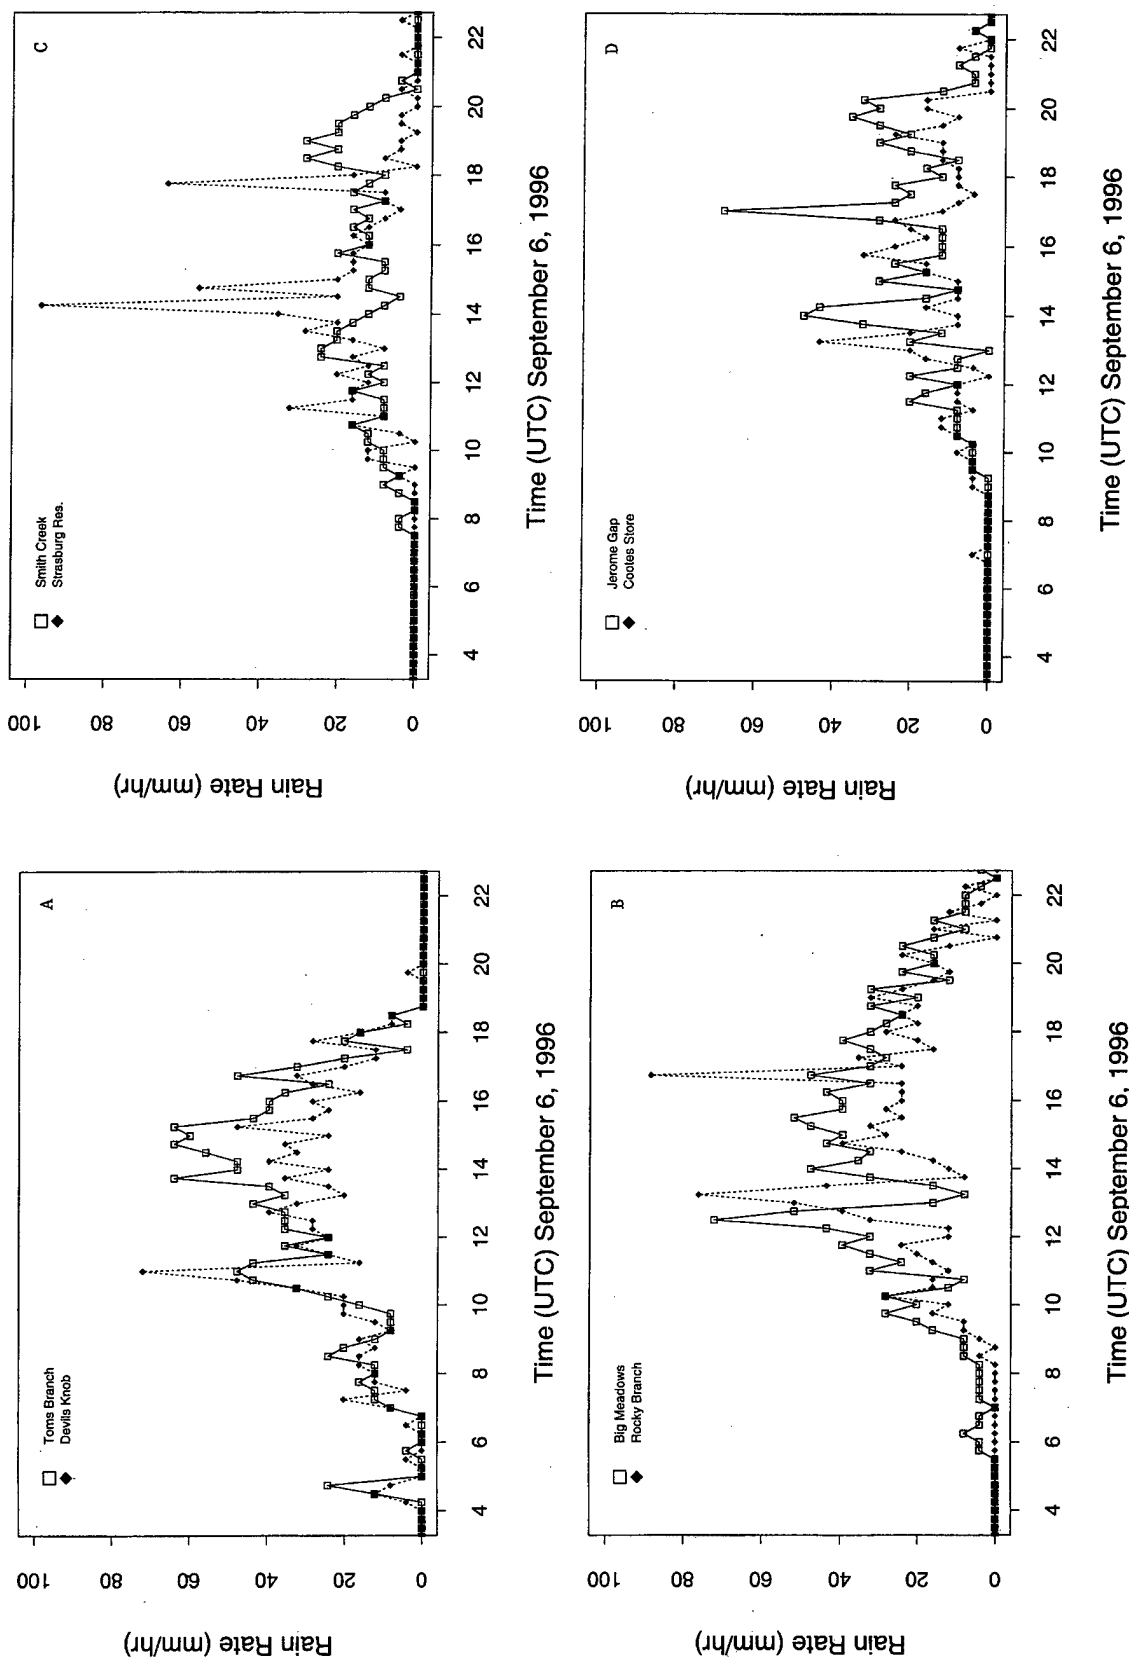 A
Toms Branch
Devils Knob
Rain Rate (mm/hr)
0 20 40 60 80 100
4 6 8 10 12 14 16 18 20 22
Time (UTC) September 6, 1996
C
Smith Creek
Strasburg Res.
Rain Rate (mm/hr)
0 20 40 60 80 100
4 6 8 10 12 14 16 18 20 22
Time (UTC) September 6, 1996
B
Big Meadows
Rocky Branch
Rain Rate (mm/hr)
0 20 40 60 80 100
4 6 8 10 12 14 16 18 20 22
Time (UTC) September 6, 1996
D
Jerome Gap
Cootes Store
Rain Rate (mm/hr)
0 20 40 60 80 100
4 6 8 10 12 14 16 18 20 22
Time (UTC) September 6, 1996